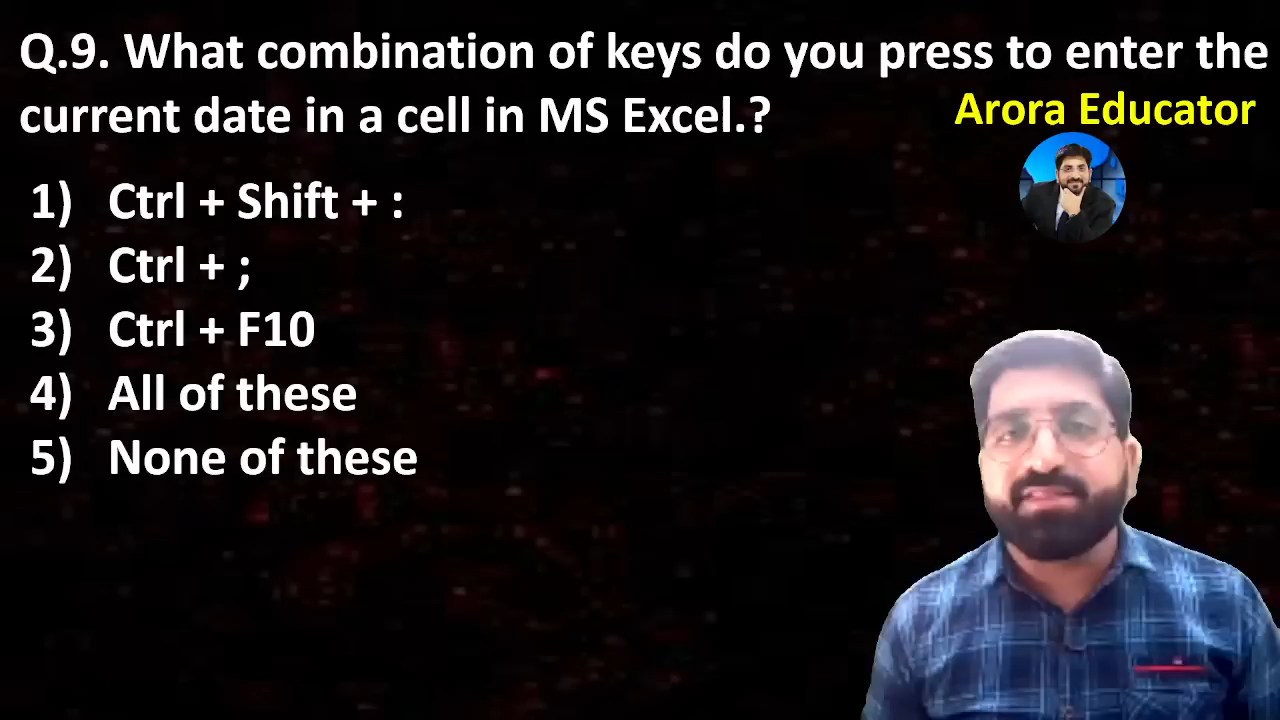 Q.9. What combination of keys do you press to enter the
current date in a cell in MS Excel.?
Arora Educator
1) Ctrl + Shift + :
2) Ctrl + ;
3) Ctrl + F10
4) All of these
5) None of these